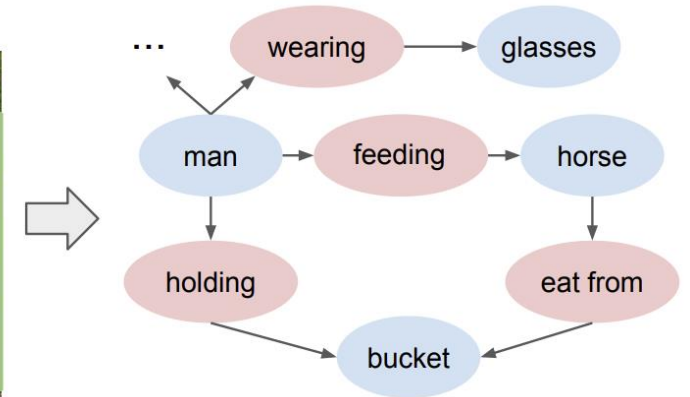 ...
wearing
glasses
man
feeding
horse
holding
eat from
bucket